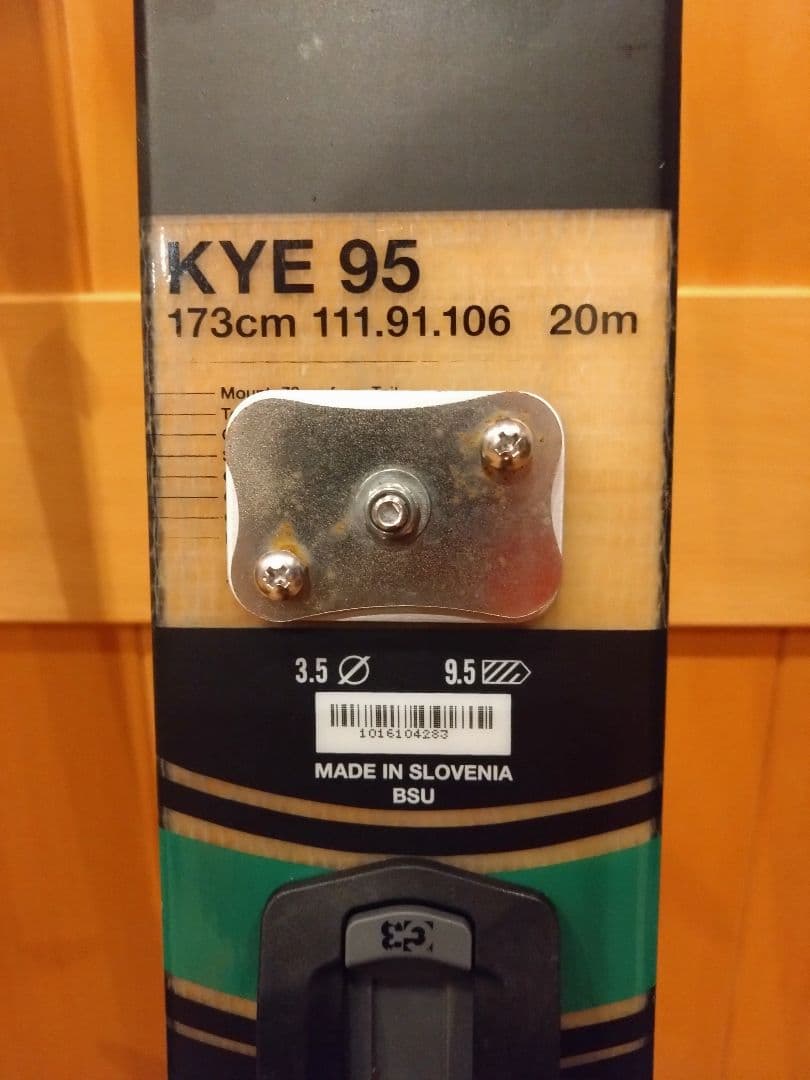 KYE 95
173cm 111.91.106 20m
3.5 9.5
1016104283
MADE IN SLOVENIA
BSU